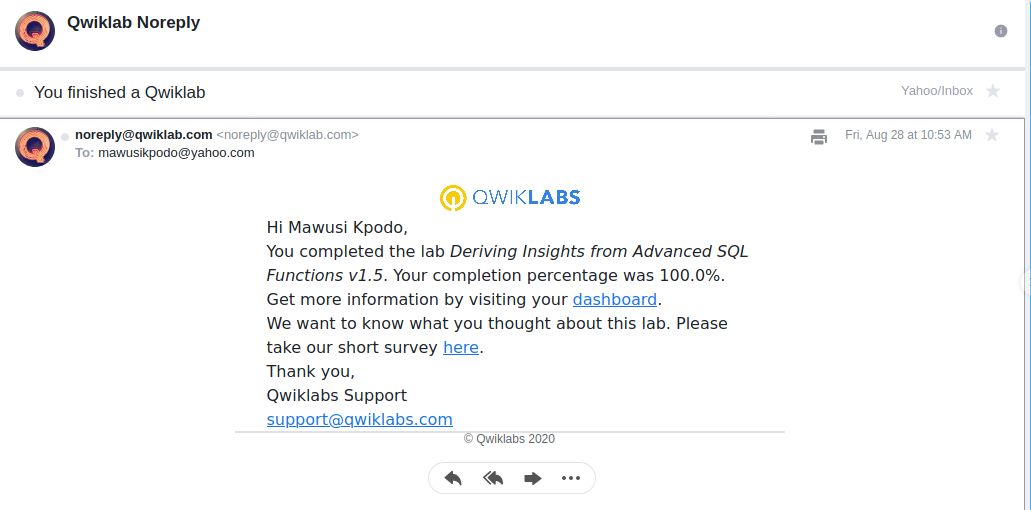 Qwiklab Noreply
You finished a Qwiklab
Yahoo/Inbox
noreply@qwiklab.com <noreply@qwiklab.com>
Fri, Aug 28 at 10:53 AM
To: mawusikpodo@yahoo.com
QWIKLABS
Hi Mawusi Kpodo,
You completed the lab Deriving Insights from Advanced SQL
Functions v1.5. Your completion percentage was 100.0%.
Get more information by visiting your dashboard.
We want to know what you thought about this lab. Please
take our short survey here.
Thank you,
Qwiklabs Support
support@qwiklabs.com
© Qwiklabs 2020